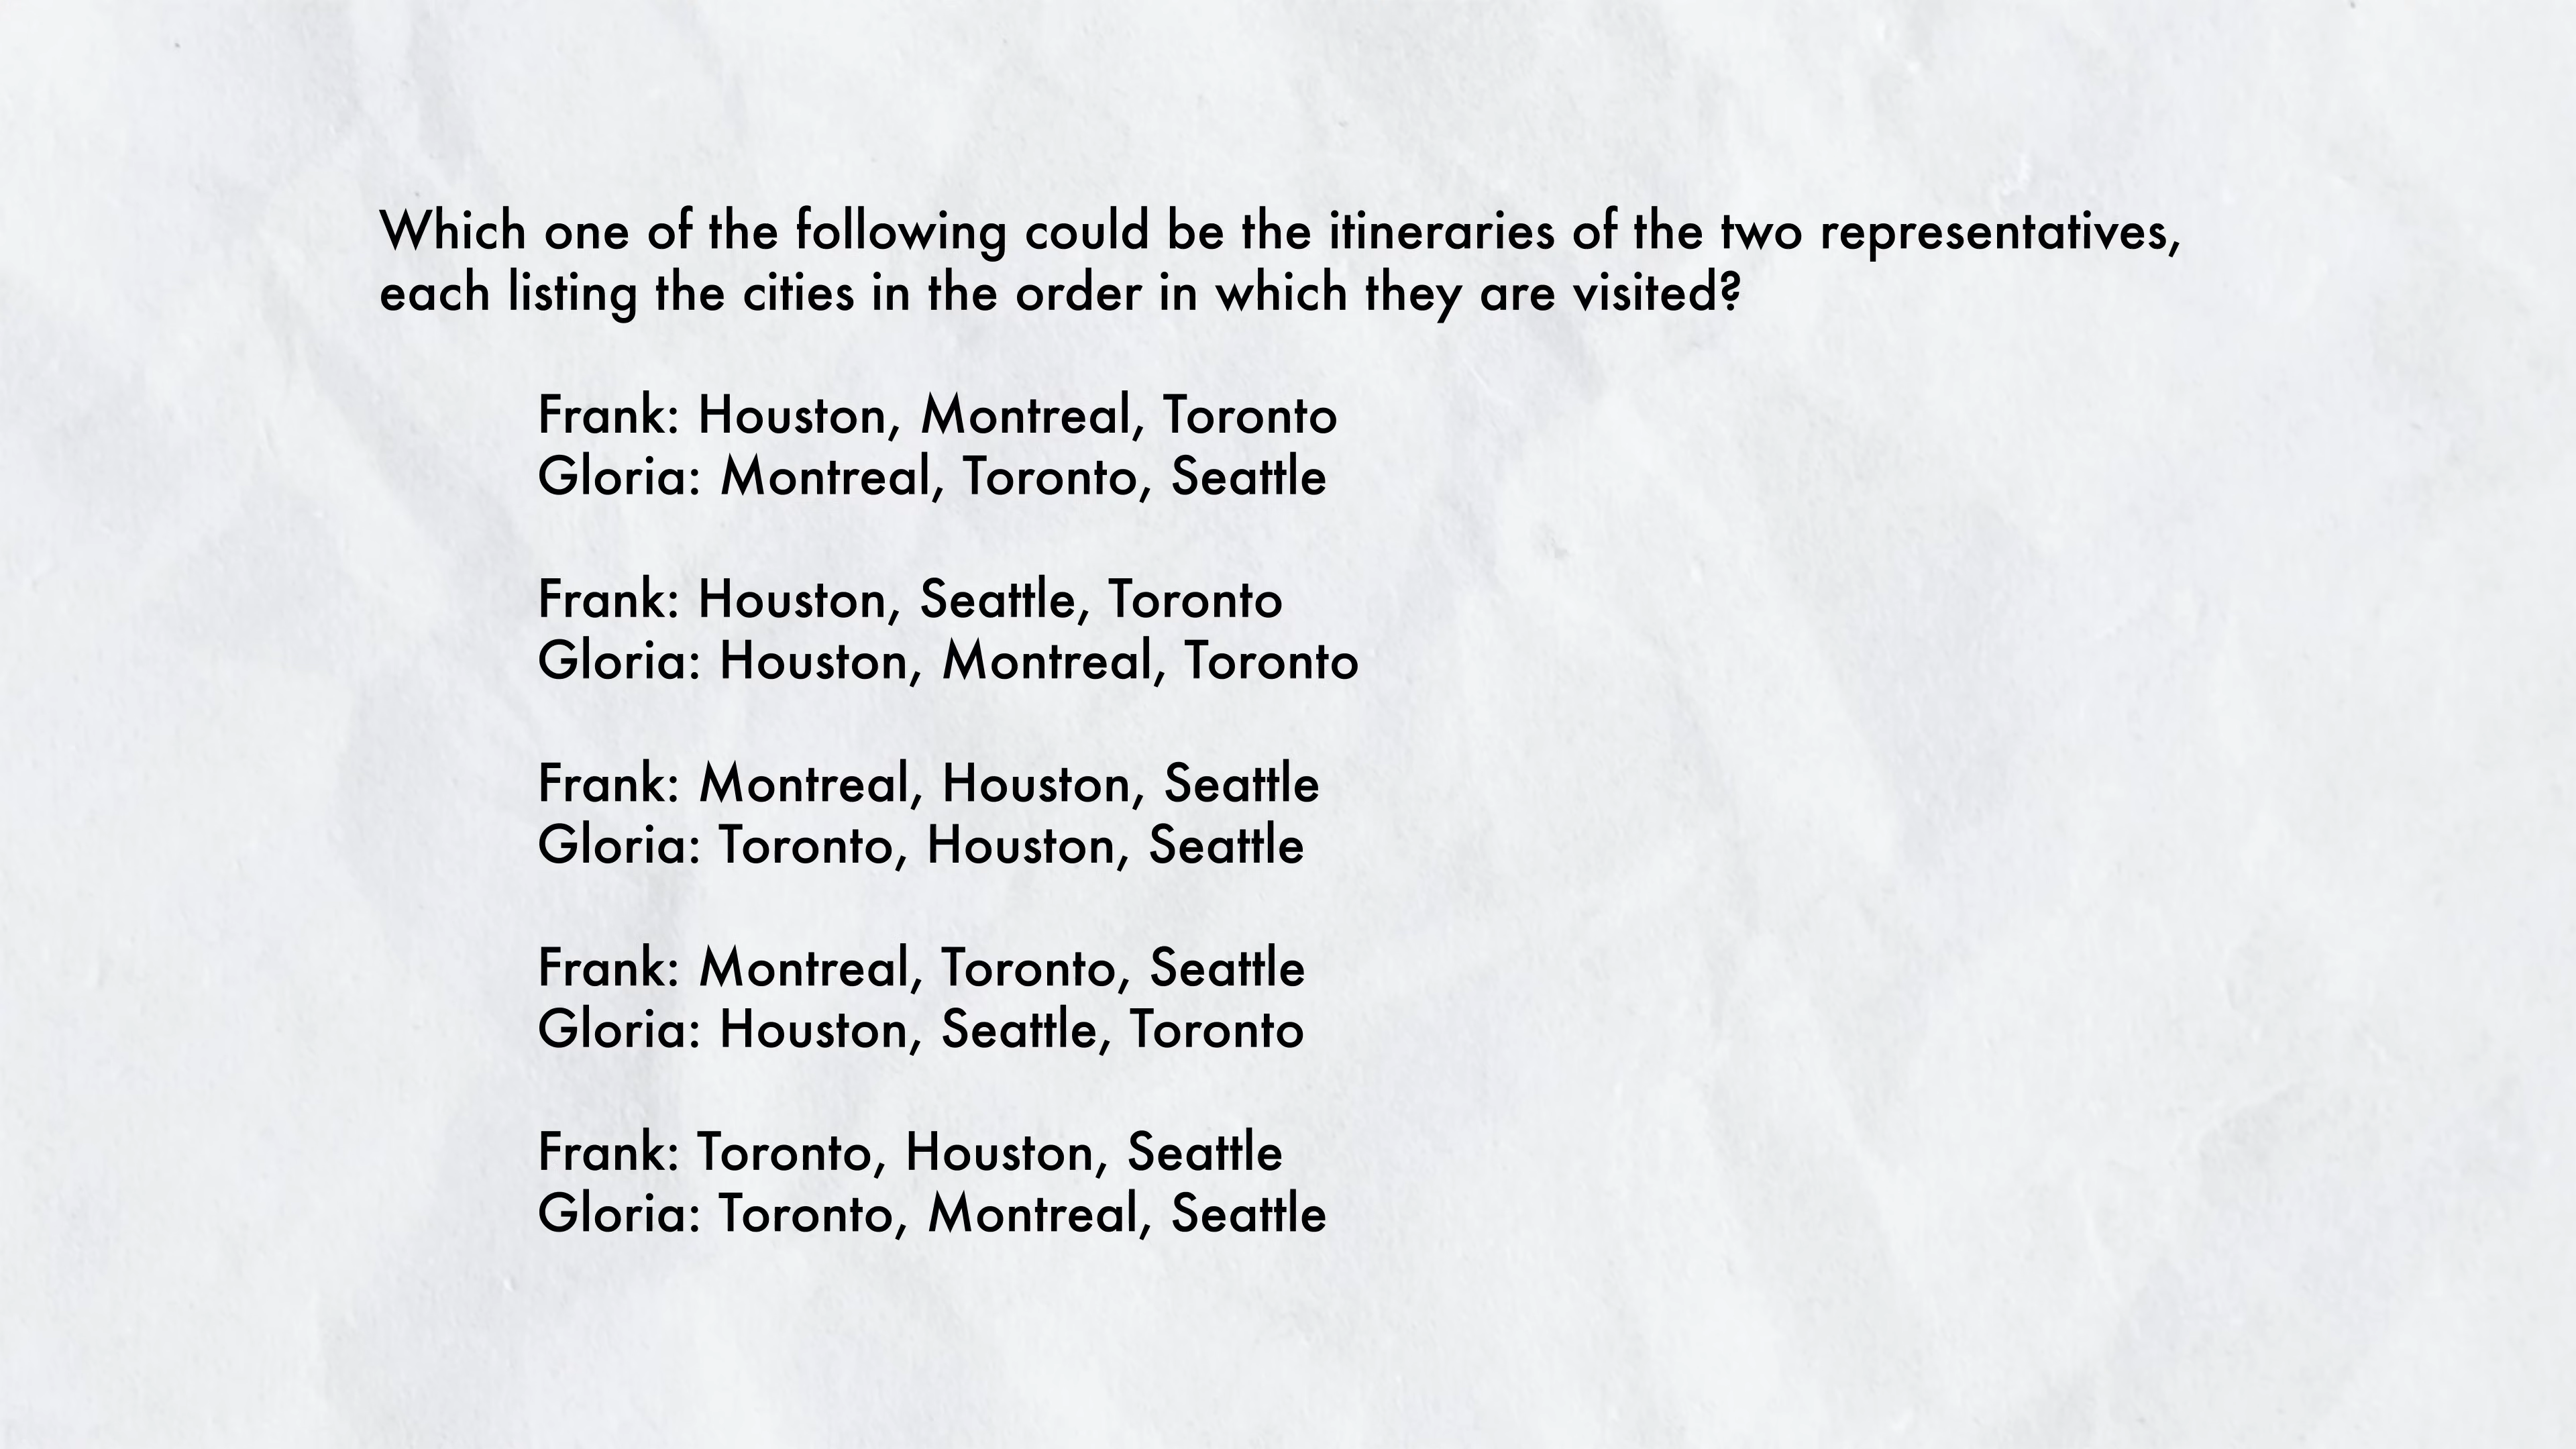 Which one of the following could be the itineraries of the two representatives,
each listing the cities in the order in which they are visited?
Frank: Houston, Montreal, Toronto
Gloria: Montreal, Toronto, Seattle
Frank: Houston, Seattle, Toronto
Gloria: Houston, Montreal, Toronto
Frank: Montreal, Houston, Seattle
Gloria: Toronto, Houston, Seattle
Frank: Montreal, Toronto, Seattle
Gloria: Houston, Seattle, Toronto
Frank: Toronto, Houston, Seattle
Gloria: Toronto, Montreal, Seattle